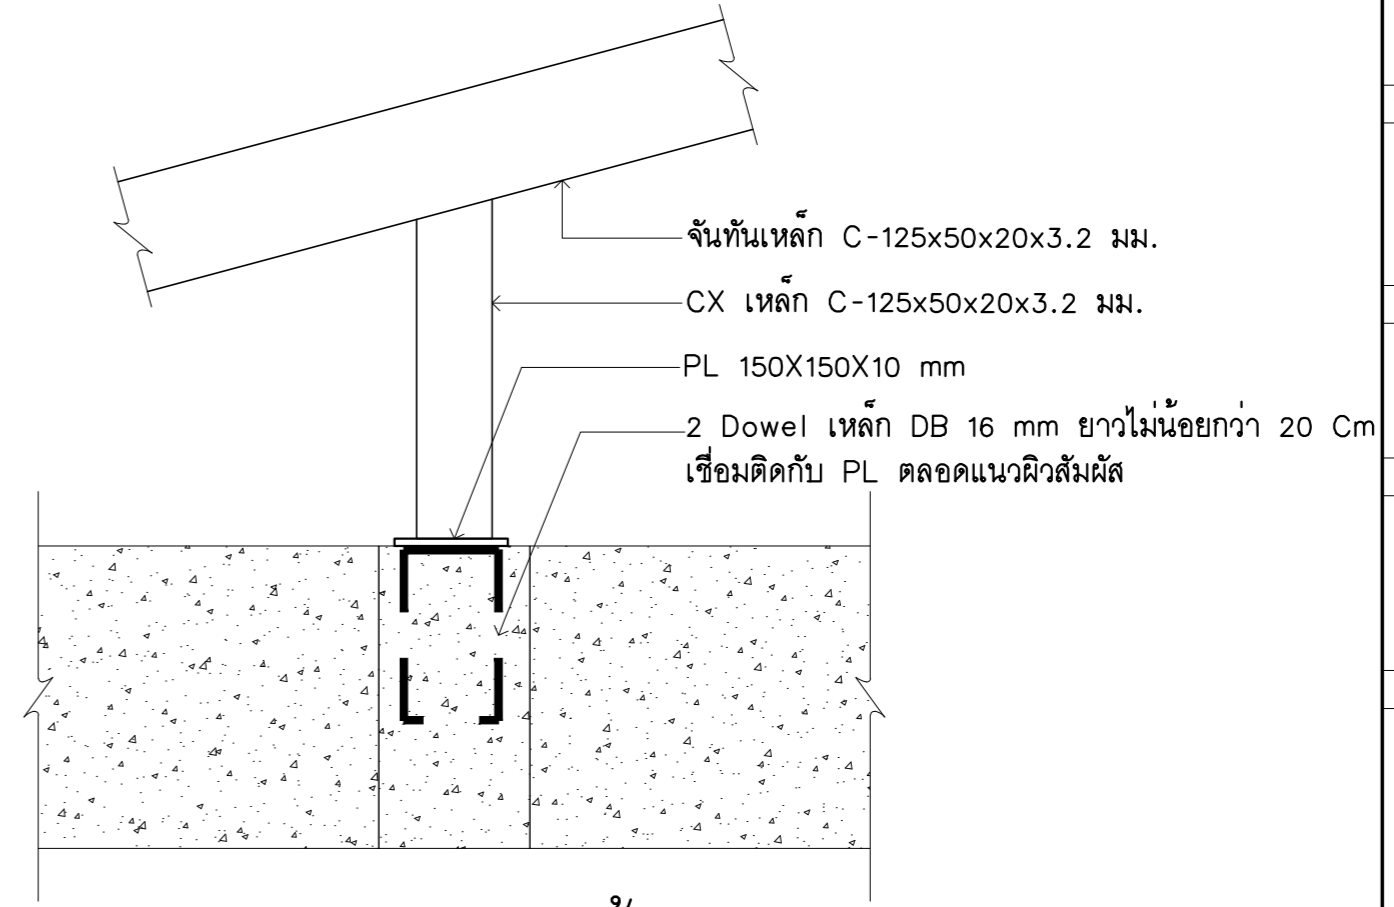 จันทันเหล็ก C-125x50x20x3.2 มม.
CX เหล็ก C-125x50x20x3.2 มม.
PL 150X150X10 mm
2 Dowel เหล็ก DB 16 mm ยาวไม่น้อยกว่า 20 Cm
เชื่อมติดกับ PL ตลอดแนวผิวสัมผัส